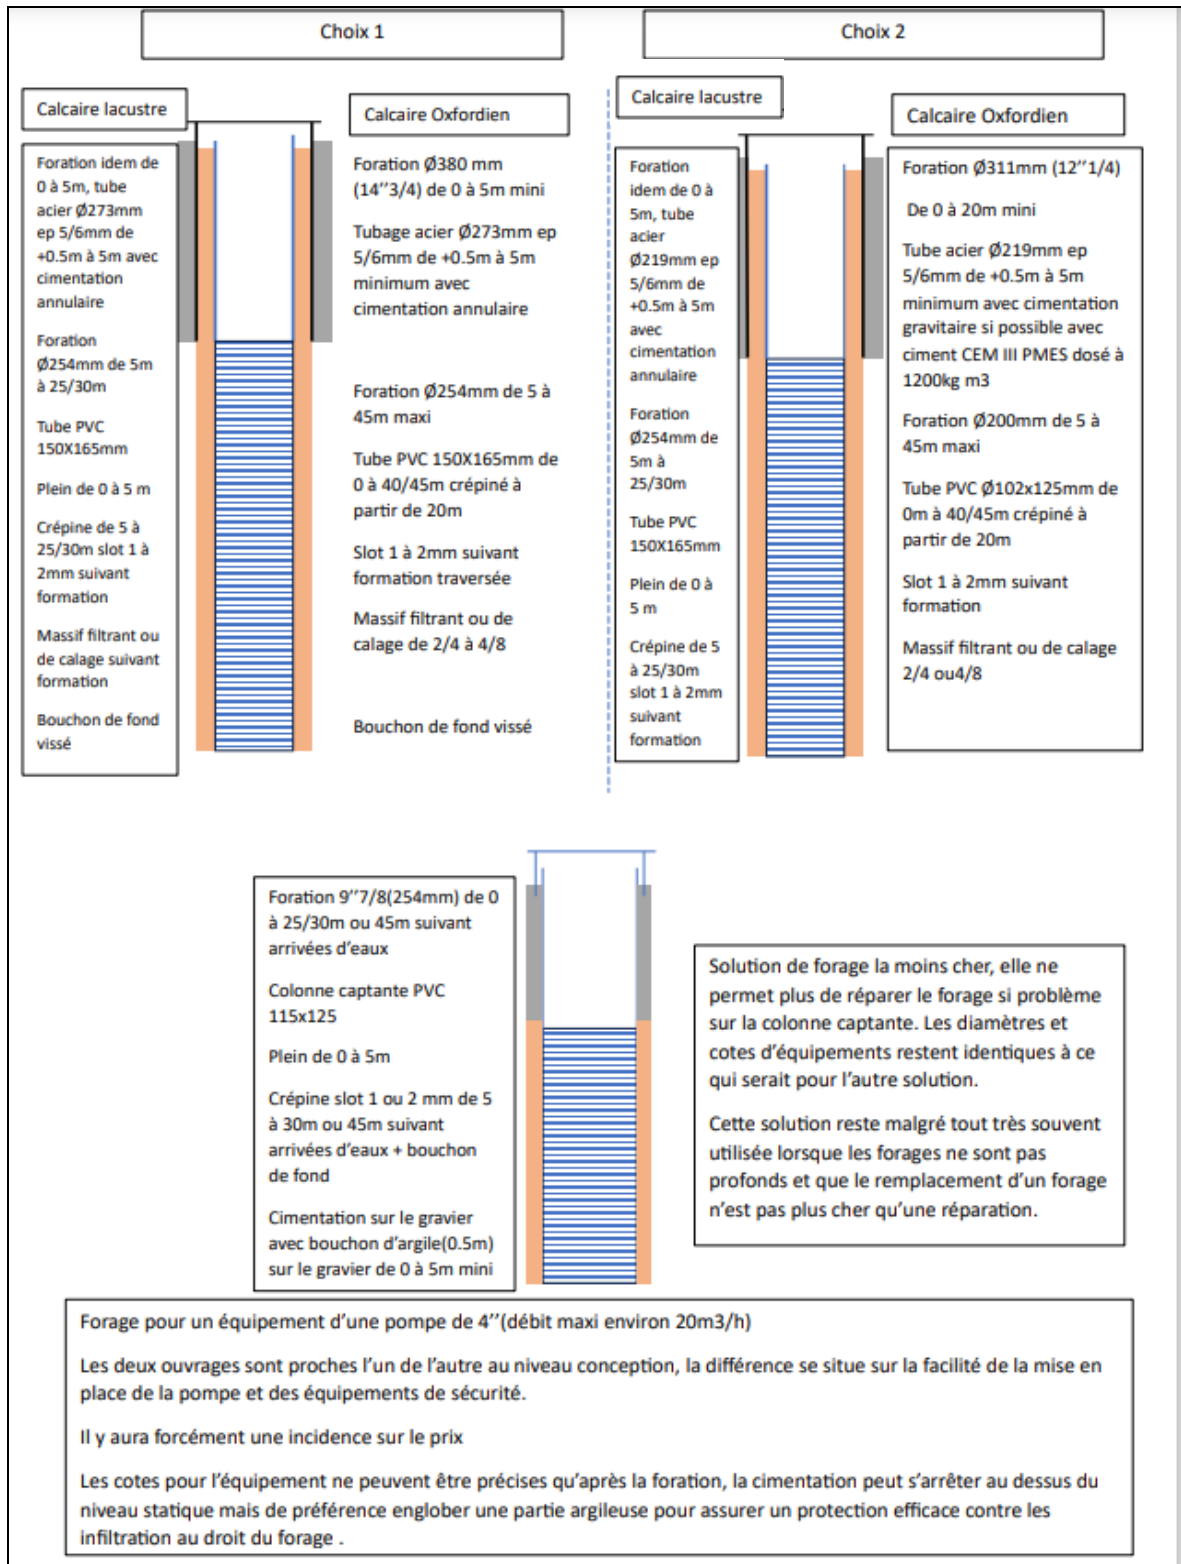 Choix 1
Calcaire lacustre
Foration idem de
0 à 5m, tube
acier Ø273mm
ep 5/6mm de
+0.5m à 5m avec
cimentation
annulaire
Foration
Ø254mm de 5m
à 25/30m
Tube PVC
150X165mm
Plein de 0 à 5 m
Crépine de 5 à
25/30m slot 1 à
2mm suivant
formation
Massif filtrant ou
de calage suivant
formation
Bouchon de fond
vissé
Calcaire Oxfordien
Foration Ø380 mm
(14’’3/4) de 0 à 5m mini
Tubage acier Ø273mm ep
5/6mm de +0.5m à 5m
minimum avec
cimentation annulaire
Foration Ø254mm de 5 à
45m maxi
Tube PVC 150X165mm de
0 à 40/45m crépiné à
partir de 20m
Slot 1 à 2mm suivant
formation traversée
Massif filtrant ou de
calage de 2/4 à 4/8
Bouchon de fond vissé
Choix 2
Calcaire lacustre
Foration
idem de 0 à
5m, tube
acier
Ø219mm ep
5/6mm de
+0.5m à 5m
avec
cimentation
annulaire
Foration
Ø254mm de
5m à
25/30m
Tube PVC
150X165mm
Plein de 0 à
5 m
Crépine de 5
à 25/30m
slot 1 à 2mm
suivant
formation
Calcaire Oxfordien
Foration Ø311mm (12’’1/4)
De 0 à 20m mini
Tube acier Ø219mm ep
5/6mm de +0.5m à 5m
minimum avec cimentation
gravitaire si possible avec
ciment CEM III PMES dosé à
1200kg m3
Foration Ø200mm de 5 à
45m maxi
Tube PVC Ø102x125mm de
0m à 40/45m crépiné à
partir de 20m
Slot 1 à 2mm suivant
formation
Massif filtrant ou de calage
2/4 ou4/8
Foration 9’’7/8(254mm) de 0
à 25/30m ou 45m suivant
arrivées d’eaux
Colonne captante PVC
115x125
Plein de 0 à 5m
Crépine slot 1 ou 2 mm de 5
à 30m ou 45m suivant
arrivées d’eaux + bouchon
de fond
Cimentation sur le gravier
avec bouchon d’argile(0.5m)
sur le gravier de 0 à 5m mini
Solution de forage la moins cher, elle ne
permet plus de réparer le forage si problème
sur la colonne captante. Les diamètres et
cotes d’équipements restent identiques à ce
qui serait pour l’autre solution.
Cette solution reste malgré tout très souvent
utilisée lorsque les forages ne sont pas
profonds et que le remplacement d’un forage
n’est pas plus cher qu’une réparation.
Forage pour un équipement d’une pompe de 4’’(débit maxi environ 20m3/h)
Les deux ouvrages sont proches l’un de l’autre au niveau conception, la différence se situe sur la facilité de la mise en
place de la pompe et des équipements de sécurité.
Il y aura forcément une incidence sur le prix
Les cotes pour l’équipement ne peuvent être précises qu’après la foration, la cimentation peut s’arrêter au dessus du
niveau statique mais de préférence englober une partie argileuse pour assurer un protection efficace contre les
infiltration au droit du forage .